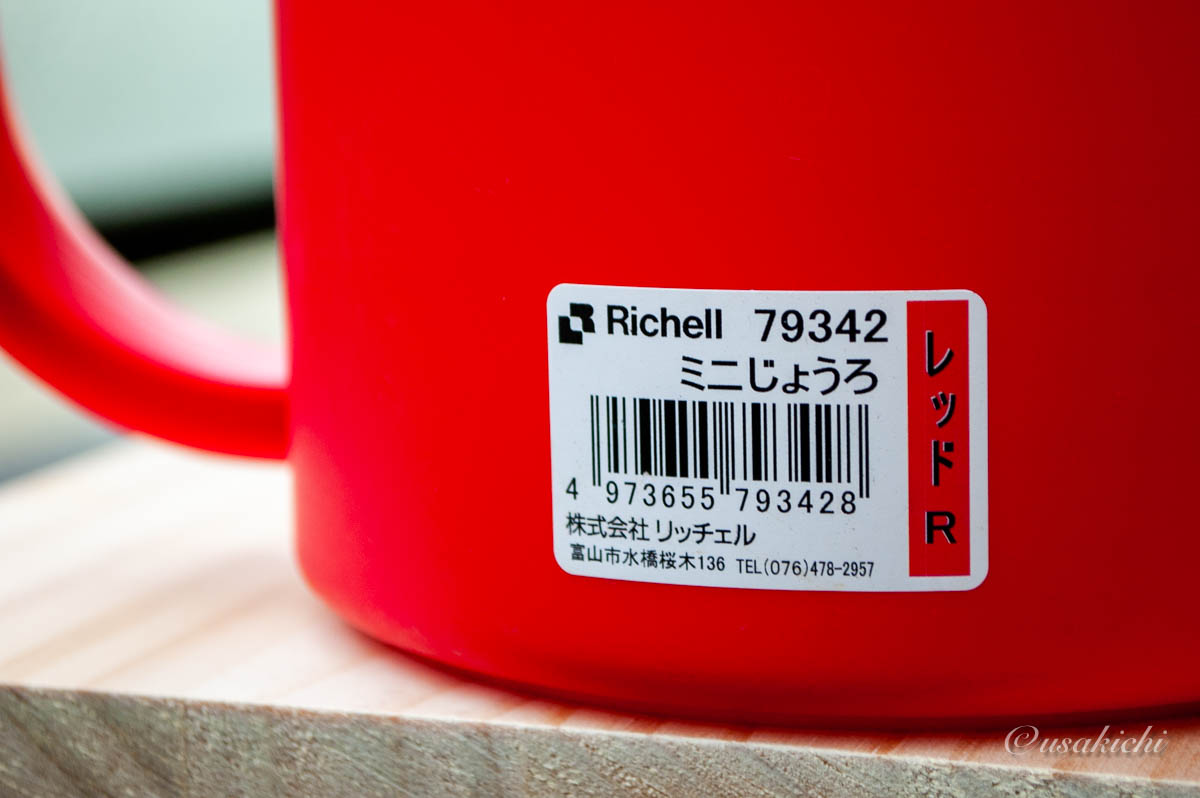 Richell 79342
ミニじょうろ
4 973655 793428
株式会社 リッチェル
富山市水橋桜木136 TEL(076)478-2957
レッド R
©usakichi